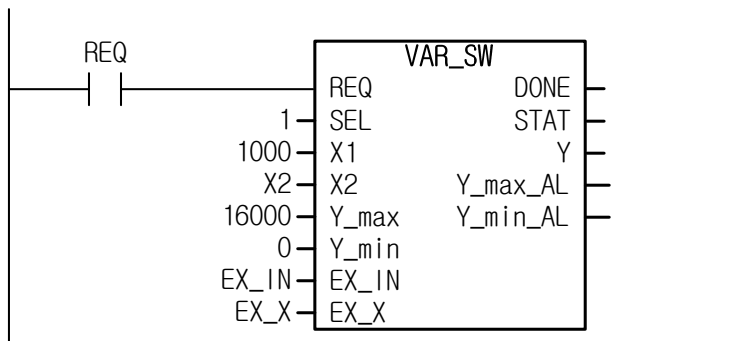 REQ
VAR_SW
REQ DONE
1 SEL STAT
1000 X1 Y
X2 X2 Y_max_AL
16000 Y_max Y_min_AL
0 Y_min
EX_IN EX_IN
EX_X EX_X